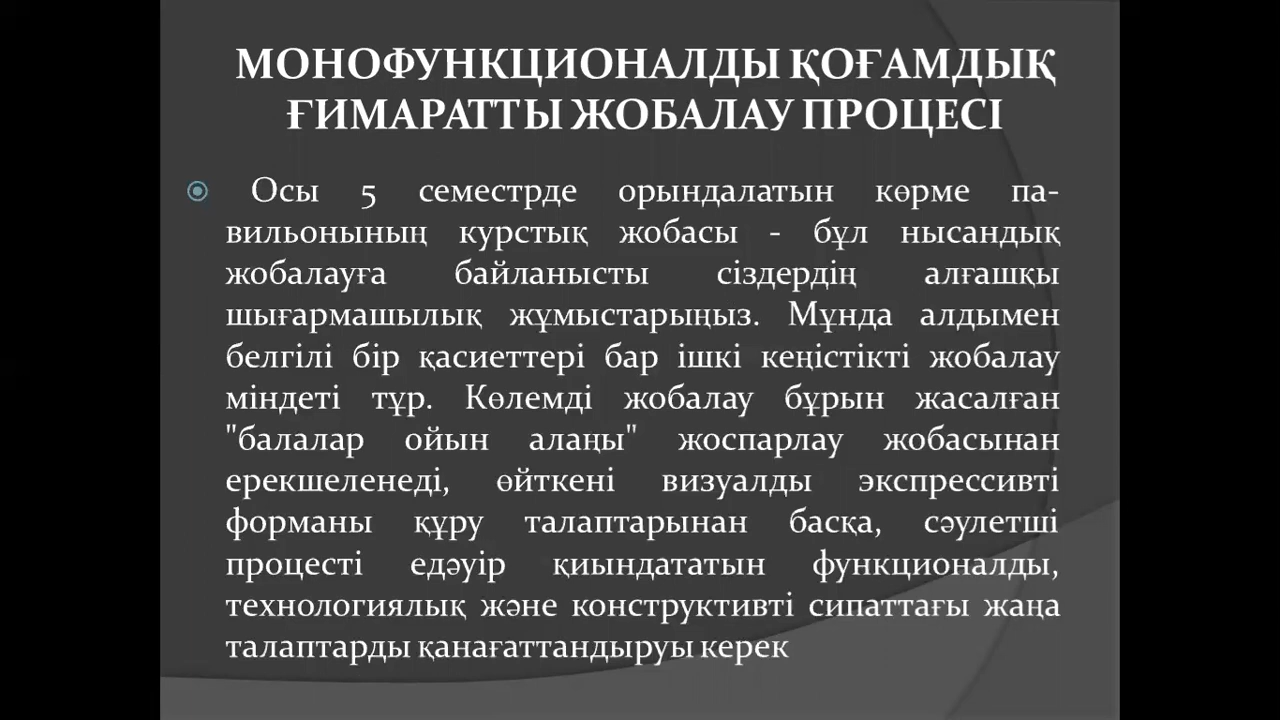 МОНОФУНКЦИОНАЛДЫ ҚОҒАМДЫҚ
ҒИМАРАТТЫ ЖОБАЛАУ ПРОЦЕСІ
Осы 5 семестрде орындалатын көрме па-
вильонының курстық жобасы - бұл нысандық
жобалауға байланысты сіздердің алғашқы
шығармашылық жұмыстарыңыз. Мұнда алдымен
белгілі бір қасиеттері бар ішкі кеңістікті жобалау
міндеті тұр. Көлемді жобалау бұрын жасалған
"балалар ойын алаңы" жоспарлау жобасынан
ерекшеленеді, өйткені визуалды экспрессивті
форманы құру талаптарынан басқа, сәулетші
процесті едәуір қиындататын функционалды,
технологиялық және конструктивті сипаттағы жаңа
талаптарды қанағаттандыруы керек